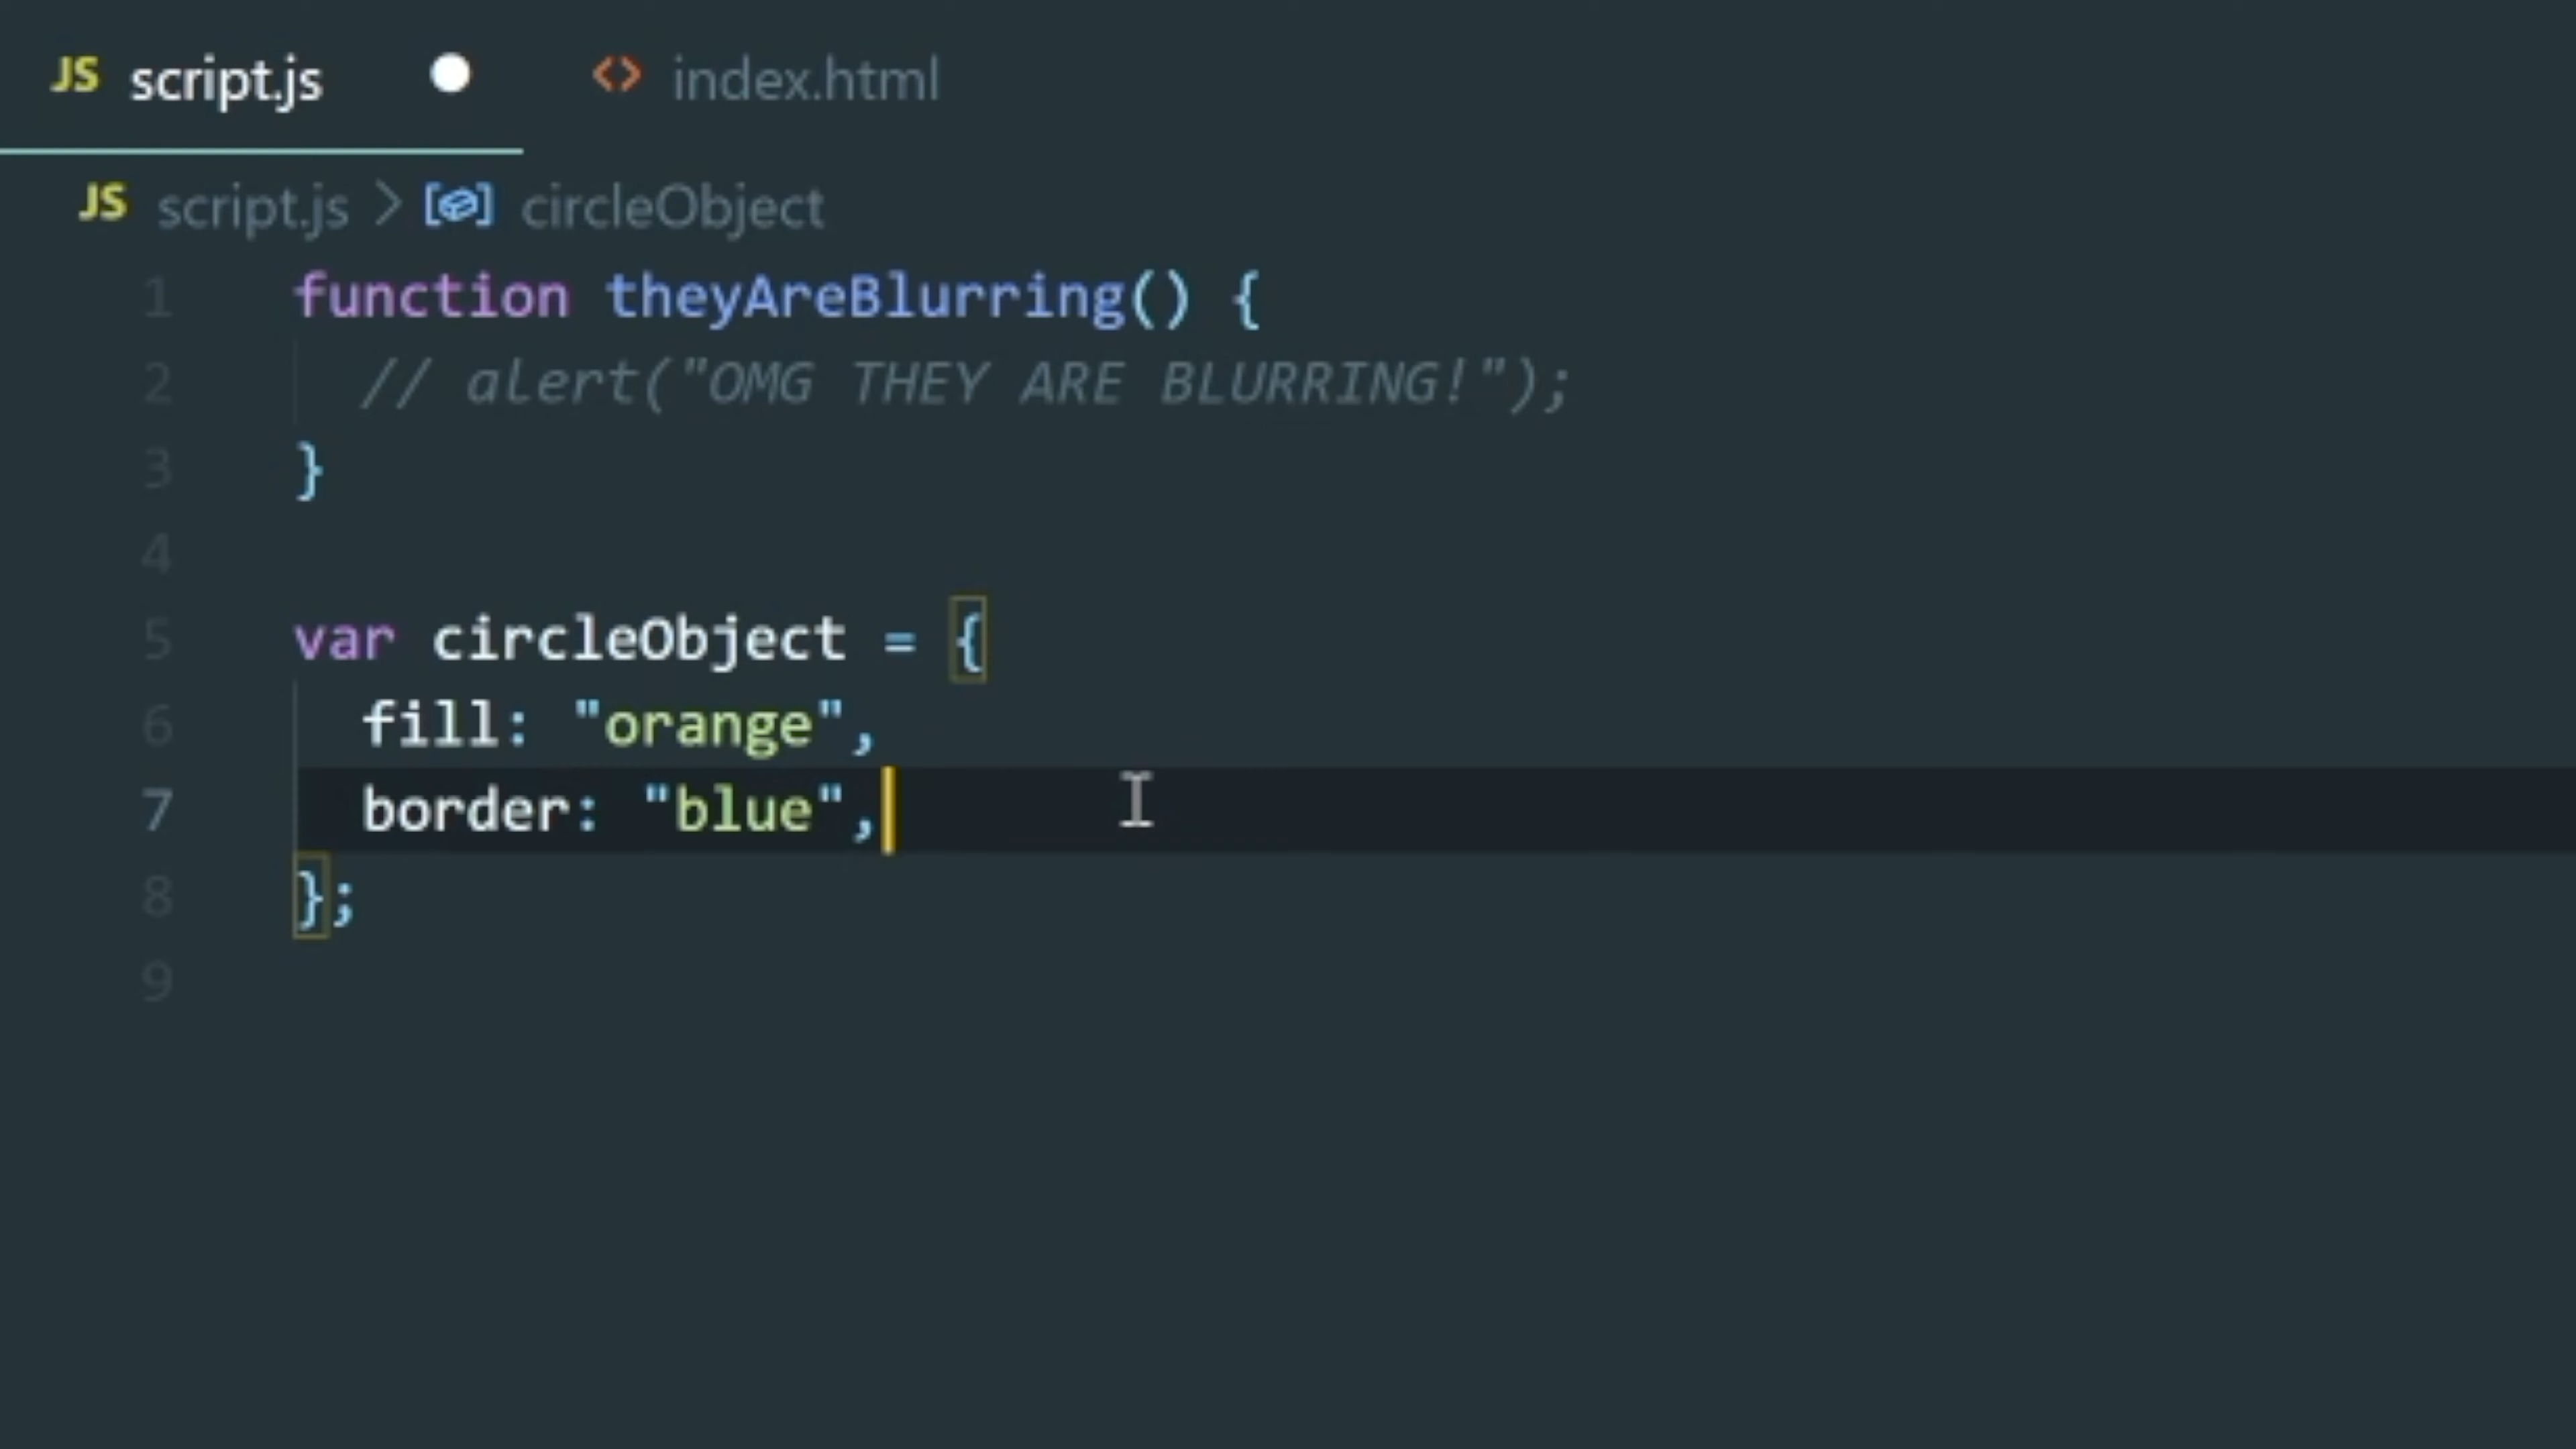 JS script.js index.html
JS script.js > circleObject
1 function theyAreBlurring() {
2 // alert("OMG THEY ARE BLURRING!");
3 }
4
5 var circleObject = {
6 fill: "orange",
7 border: "blue",
8 };
9